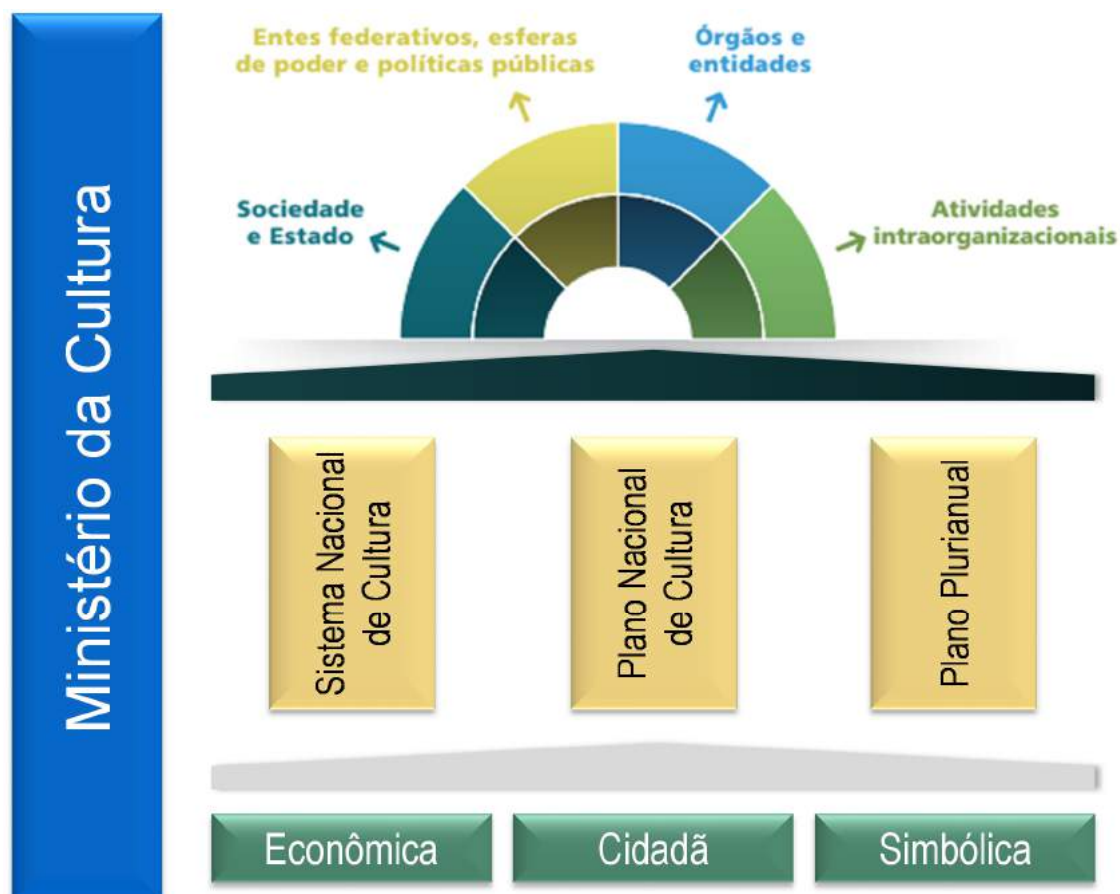 Ministério da Cultura
Entes federativos, esferas
de poder e políticas públicas
Órgãos e
entidades
Sociedade
e Estado
Atividades
intraorganizacionais
Sistema Nacional
de Cultura
Plano Nacional
de Cultura
Plano Plurianual
Econômica
Cidadã
Simbólica